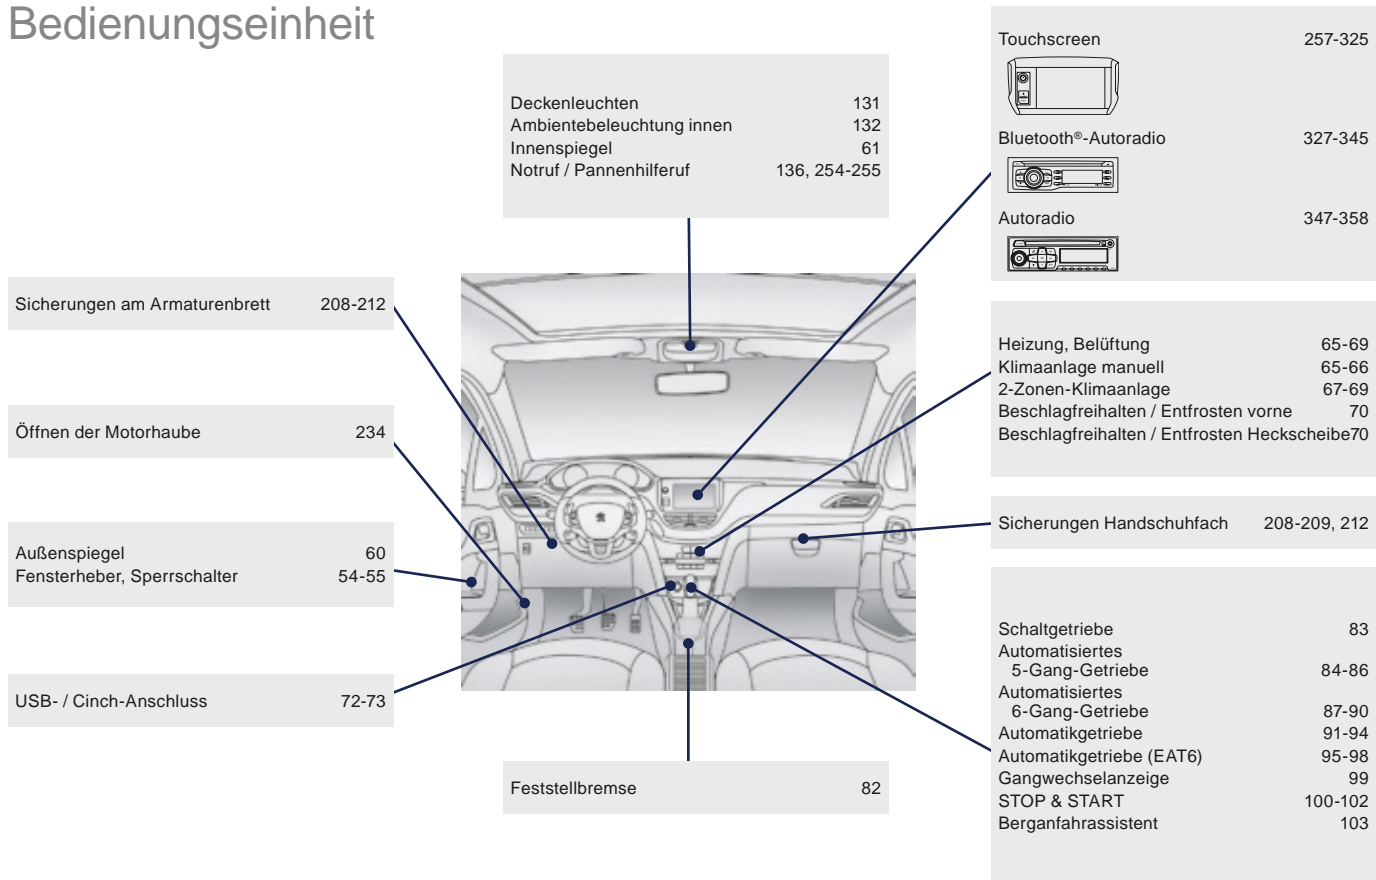 Bedienungseinheit
Deckenleuchten 131
Ambientebeleuchtung innen 132
Innenspiegel 61
Notruf / Pannenhilferuf 136, 254-255
Touchscreen 257-325
Bluetooth®-Autoradio 327-345
Autoradio 347-358
Sicherungen am Armaturenbrett 208-212
Öffnen der Motorhaube 234
Außenspiegel 60
Fensterheber, Sperrschalter 54-55
USB- / Cinch-Anschluss 72-73
Feststellbremse 82
Heizung, Belüftung 65-69
Klimaanlage manuell 65-66
2-Zonen-Klimaanlage 67-69
Beschlagfreihalten / Entfrosten vorne 70
Beschlagfreihalten / Entfrosten Heckscheibe70
Sicherungen Handschuhfach 208-209, 212
Schaltgetriebe 83
Automatisiertes
5-Gang-Getriebe 84-86
Automatisiertes
6-Gang-Getriebe 87-90
Automatikgetriebe 91-94
Automatikgetriebe (EAT6) 95-98
Gangwechselanzeige 99
STOP & START 100-102
Berganfahrassistent 103